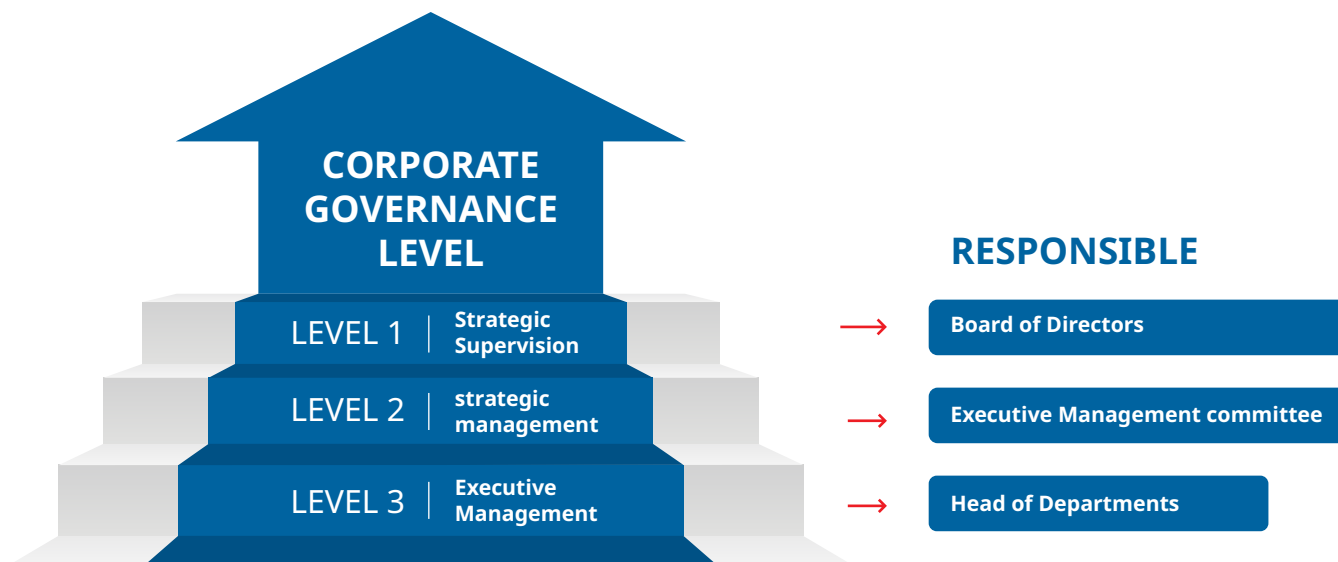 CORPORATE
GOVERNANCE
LEVEL
RESPONSIBLE
LEVEL 1
Strategic
Supervision
Board of Directors
LEVEL 2
strategic
management
Executive Management committee
LEVEL 3
Executive
Management
Head of Departments